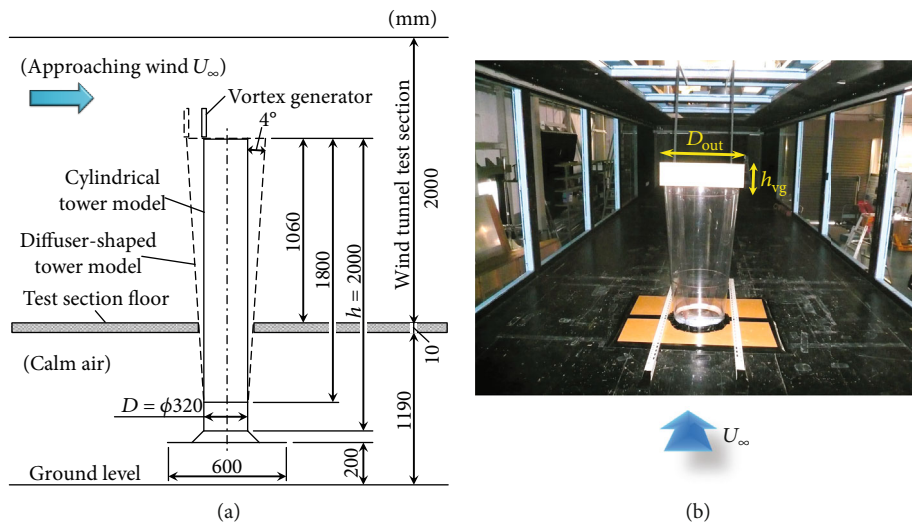 (mm)
(Approaching wind U∞)
Vortex generator
4°
Cylindrical
tower model
Diffuser-shaped
tower model
Test section floor
(Calm air)
D = ϕ320
600
Ground level
1060
1800
h = 2000
200
Wind tunnel test section
2000
10
1190
(a)
Dout
hvg
U∞
(b)